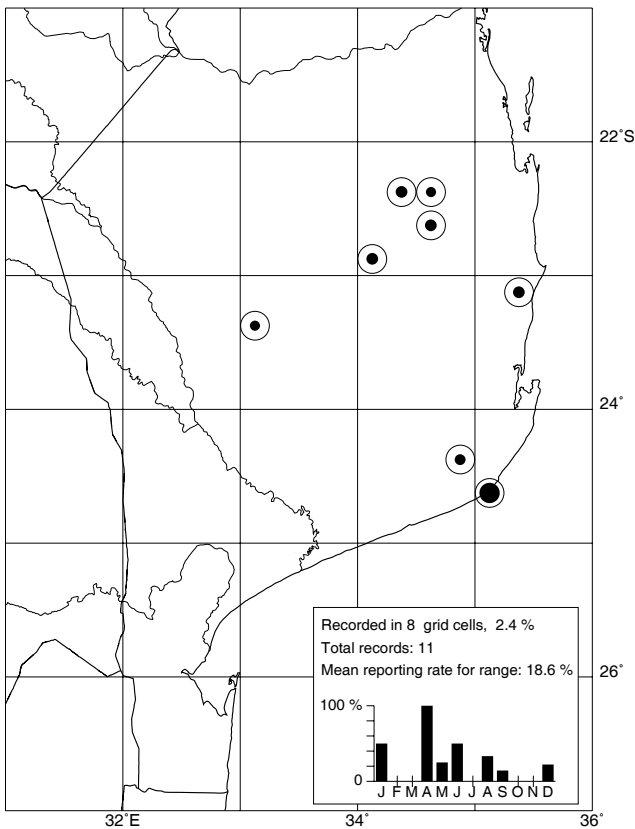 22˚S
24˚
Recorded in 8 grid cells, 2.4 %
Total records: 11
Mean reporting rate for range: 18.6 %
26˚
100 %
0
J F M A M J J A S O N D
32˚E 34˚ 36˚